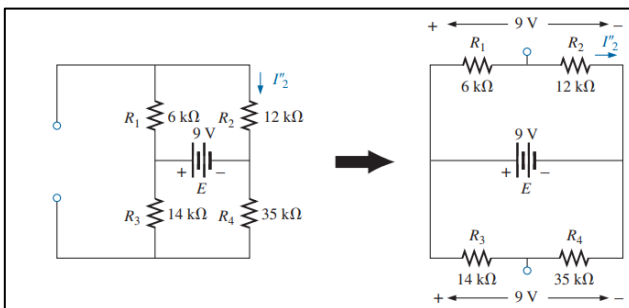 I″2
R1 6 kΩ R2 12 kΩ
9 V
+ −
E
R3 14 kΩ R4 35 kΩ
+ 9 V −
R1 R2 I″2
6 kΩ 12 kΩ
9 V
+ −
E
R3 R4
14 kΩ 35 kΩ
+ 9 V −